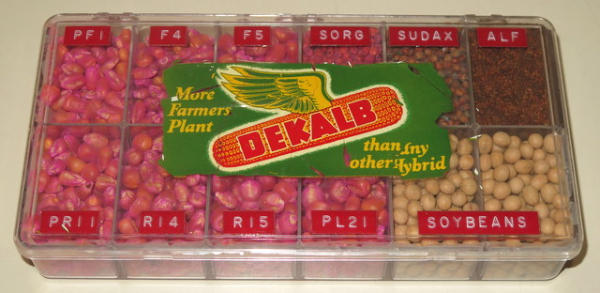 PF1 F4 F5 SORG SUDAX ALF
More
Farmers
Plant
DEKALB
than Any
other Hybrid
PR11 R14 R15 PL21 SOYBEANS